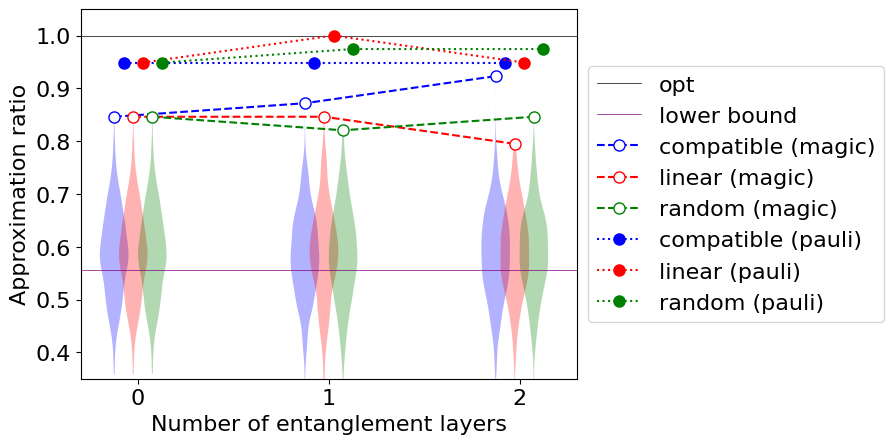 1.0
0.9
0.8
0.7
0.6
0.5
0.4
Approximation ratio
0 1 2
Number of entanglement layers
opt
lower bound
compatible (magic)
linear (magic)
random (magic)
compatible (pauli)
linear (pauli)
random (pauli)